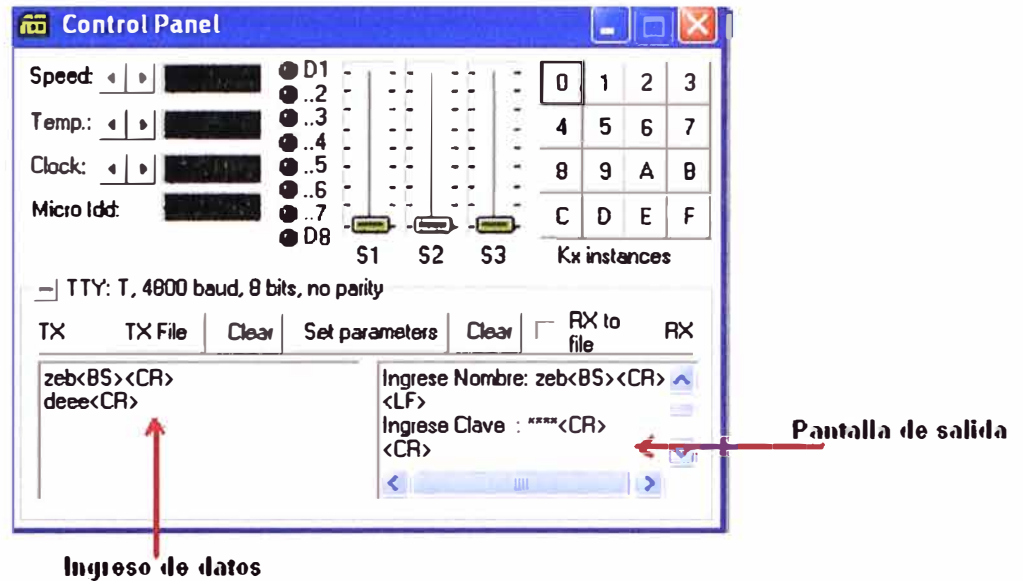 Control Panel
Speed:
Temp.:
Clock:
Micro Idd:
D1
..2
..3
..4
..5
..6
..7
D8
S1 S2 S3
0 1 2 3
4 5 6 7
8 9 A B
C D E F
Kx instances
TTY: T, 4800 baud, 8 bits, no parity
TX TX File Clear Set parameters Clear RX to file RX
zeb<BS><CR>
deee<CR>
Ingrese Nombre: zeb<BS><CR>
<LF>
Ingrese Clave : ****<CR>
<CR>
Pantalla de salida
Ingreso de datos